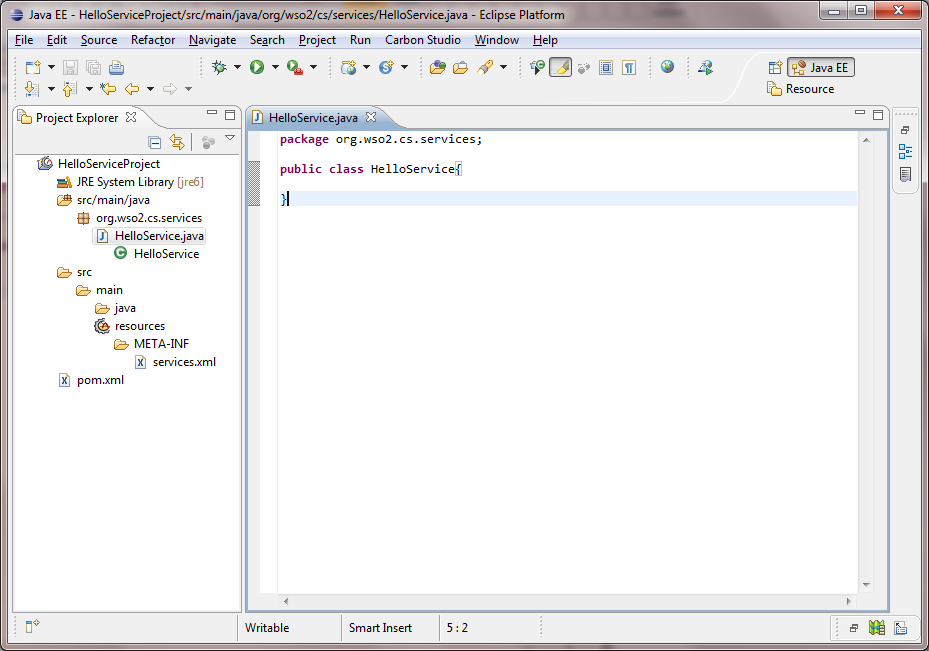 Java EE - HelloServiceProject/src/main/java/org/wso2/cs/services/HelloService.java - Eclipse Platform
File Edit Source Refactor Navigate Search Project Run Carbon Studio Window Help
Java EE
Resource
Project Explorer
HelloServiceProject
JRE System Library [jre6]
src/main/java
org.wso2.cs.services
HelloService.java
HelloService
src
main
java
resources
META-INF
services.xml
pom.xml
HelloService.java
package org.wso2.cs.services;
public class HelloService{
}
Writable Smart Insert 5 : 2